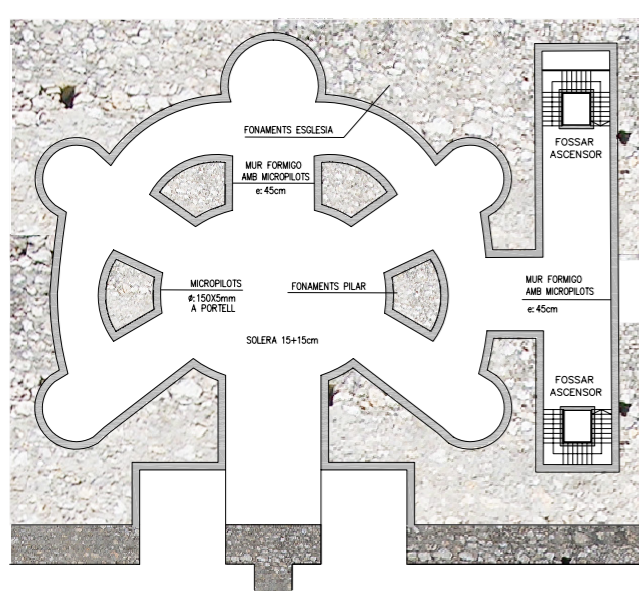 FONAMENTS ESGLESIA
FOSSAR
ASCENSOR
MUR FORMIGO
AMB MICROPILOTS
e: 45cm
MICROPILOTS
ø:150X5mm
A PORTELL
FONAMENTS PILAR
MUR FORMIGO
AMB MICROPILOTS
e: 45cm
SOLERA 15+15cm
FOSSAR
ASCENSOR